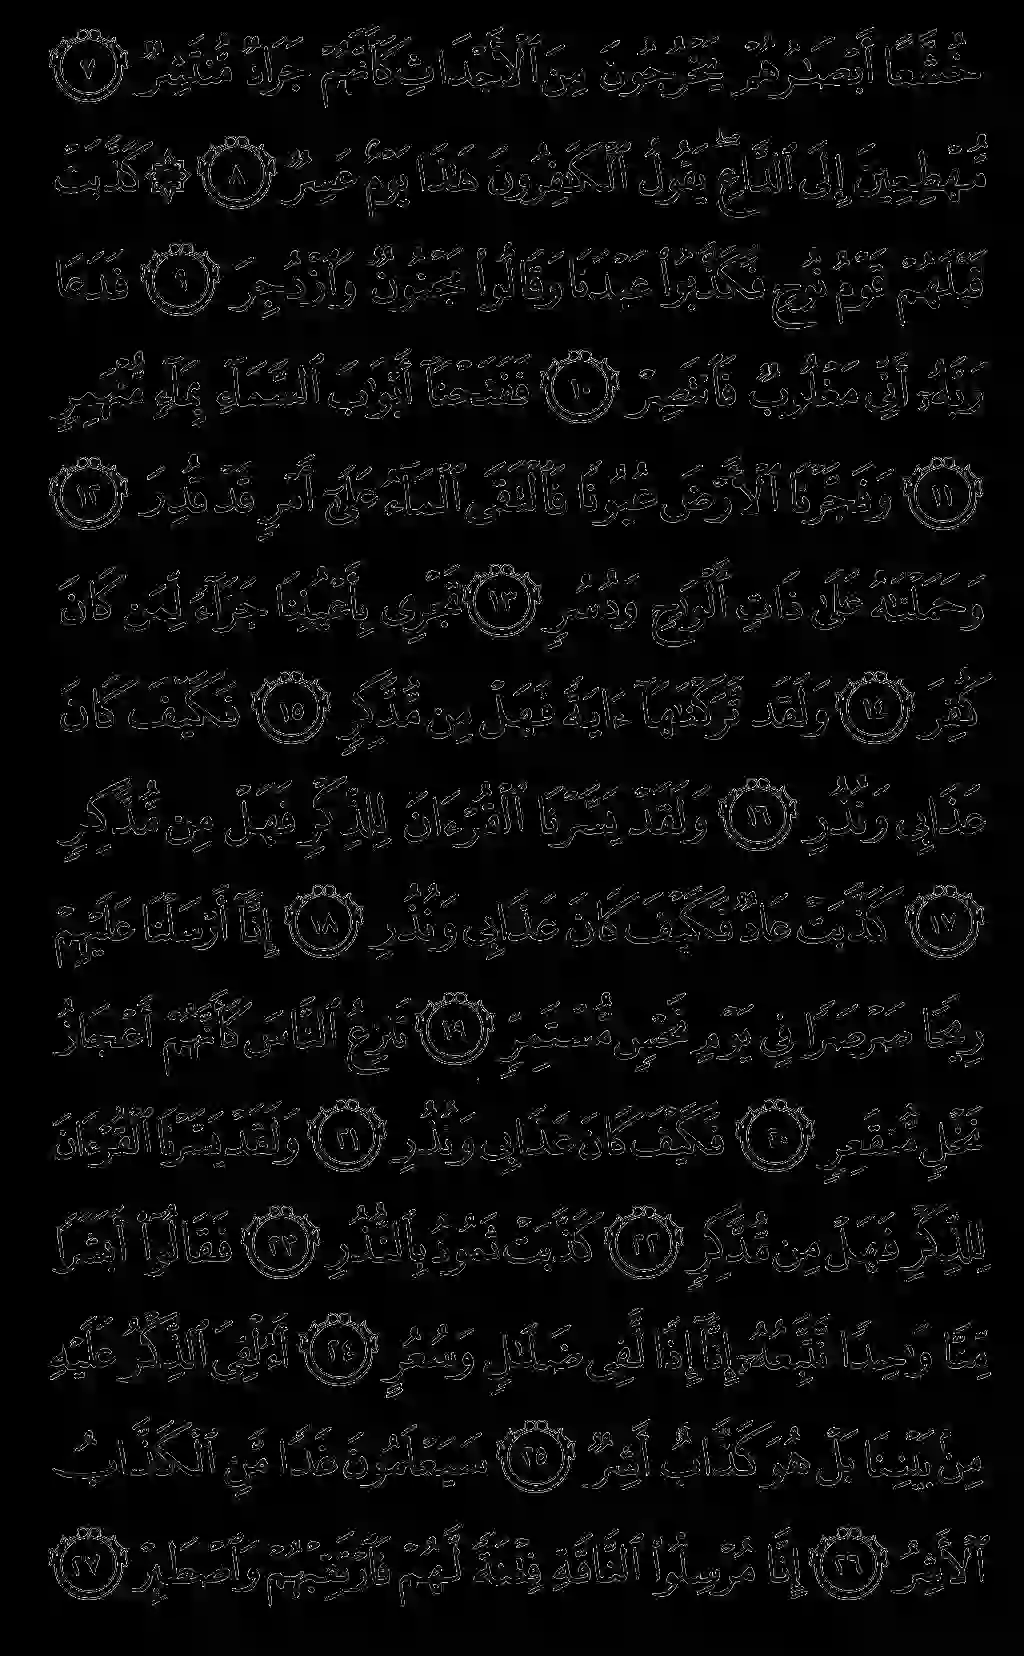 خُشَّعًا أَبْصَٰرُهُمْ يَخْرُجُونَ مِنَ ٱلْأَجْدَاثِ كَأَنَّهُمْ جَرَادٌ مُّنتَشِرٌ ٧
مُّهْطِعِينَ إِلَى ٱلدَّاعِ ۖ يَقُولُ ٱلْكَٰفِرُونَ هَٰذَا يَوْمٌ عَسِرٌ ٨ ۞ كَذَّبَتْ
قَبْلَهُمْ قَوْمُ نُوحٍ فَكَذَّبُوا۟ عَبْدَنَا وَقَالُوا۟ مَجْنُونٌ وَٱزْدُجِرَ ٩ فَدَعَا
رَبَّهُۥٓ أَنِّى مَغْلُوبٌ فَٱنتَصِرْ ١٠ فَفَتَحْنَآ أَبْوَٰبَ ٱلسَّمَآءِ بِمَآءٍ مُّنْهَمِرٍ
١١ وَفَجَّرْنَا ٱلْأَرْضَ عُيُونًا فَٱلْتَقَى ٱلْمَآءُ عَلَىٰٓ أَمْرٍ قَدْ قُدِرَ ١٢
وَحَمَلْنَٰهُ عَلَىٰ ذَاتِ أَلْوَٰحٍ وَدُسُرٍ ١٣ تَجْرِى بِأَعْيُنِنَا جَزَآءً لِّمَن كَانَ
كُفِرَ ١٤ وَلَقَد تَّرَكْنَٰهَآ ءَايَةً فَهَلْ مِن مُّدَّكِرٍ ١٥ فَكَيْفَ كَانَ
عَذَابِى وَنُذُرِ ١٦ وَلَقَدْ يَسَّرْنَا ٱلْقُرْءَانَ لِلذِّكْرِ فَهَلْ مِن مُّدَّكِرٍ
١٧ كَذَّبَتْ عَادٌ فَكَيْفَ كَانَ عَذَابِى وَنُذُرِ ١٨ إِنَّآ أَرْسَلْنَا عَلَيْهِمْ
رِيحًا صَرْصَرًا فِى يَوْمِ نَحْسٍ مُّسْتَمِرٍّ ١٩ تَنزِعُ ٱلنَّاسَ كَأَنَّهُمْ أَعْجَازُ
نَخْلٍ مُّنقَعِرٍ ٢٠ فَكَيْفَ كَانَ عَذَابِى وَنُذُرِ ٢١ وَلَقَدْ يَسَّرْنَا ٱلْقُرْءَانَ
لِلذِّكْرِ فَهَلْ مِن مُّدَّكِرٍ ٢٢ كَذَّبَتْ ثَمُودُ بِٱلنُّذُرِ ٢٣ فَقَالُوٓا۟ أَبَشَرًا
مِّنَّا وَٰحِدًا نَّتَّبِعُهُۥٓ إِنَّآ إِذًا لَّفِى ضَلَٰلٍ وَسُعُرٍ ٢٤ أَءُلْقِىَ ٱلذِّكْرُ عَلَيْهِ
مِنۢ بَيْنِنَا بَلْ هُوَ كَذَّابٌ أَشِرٌ ٢٥ سَيَعْلَمُونَ غَدًا مَّنِ ٱلْكَذَّابُ
ٱلْأَشِرُ ٢٦ إِنَّا مُرْسِلُوا۟ ٱلنَّاقَةِ فِتْنَةً لَّهُمْ فَٱرْتَقِبْهُمْ وَٱصْطَبِرْ ٢٧